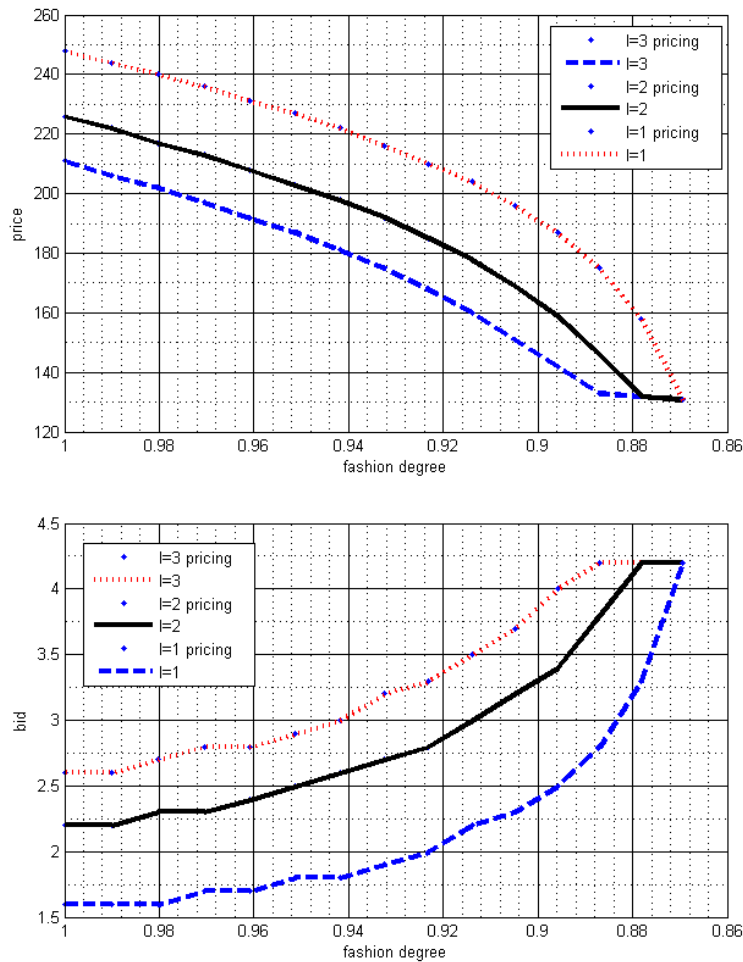 260
240
220
200
180
160
140
120
price
1 0.98 0.96 0.94 0.92 0.9 0.88 0.86
fashion degree
I=3 pricing
I=3
I=2 pricing
I=2
I=1 pricing
I=1
4.5
4
3.5
3
2.5
2
1.5
bid
I=3 pricing
I=3
I=2 pricing
I=2
I=1 pricing
I=1
1 0.98 0.96 0.94 0.92 0.9 0.88 0.86
fashion degree